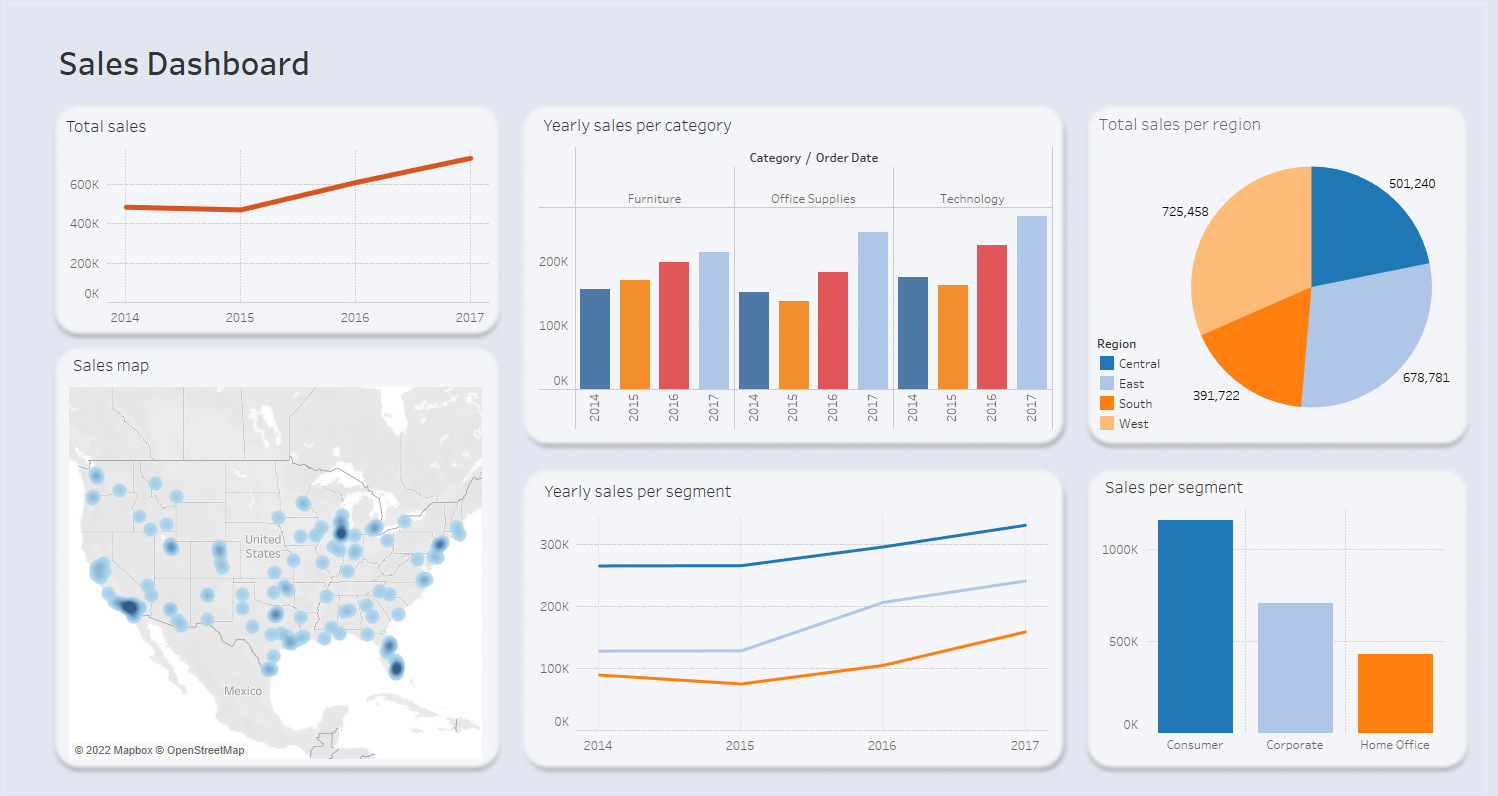 Sales Dashboard
Total sales
600K
400K
200K
0K
2014 2015 2016 2017
Sales map
United
States
Mexico
© 2022 Mapbox © OpenStreetMap
Yearly sales per category
Category / Order Date
Furniture Office Supplies Technology
200K
100K
0K
2014 2015 2016 2017 2014 2015 2016 2017 2014 2015 2016 2017
Yearly sales per segment
300K
200K
100K
0K
2014 2015 2016 2017
Total sales per region
501,240
725,458
678,781
391,722
Region
Central
East
South
West
Sales per segment
1000K
500K
0K
Consumer Corporate Home Office